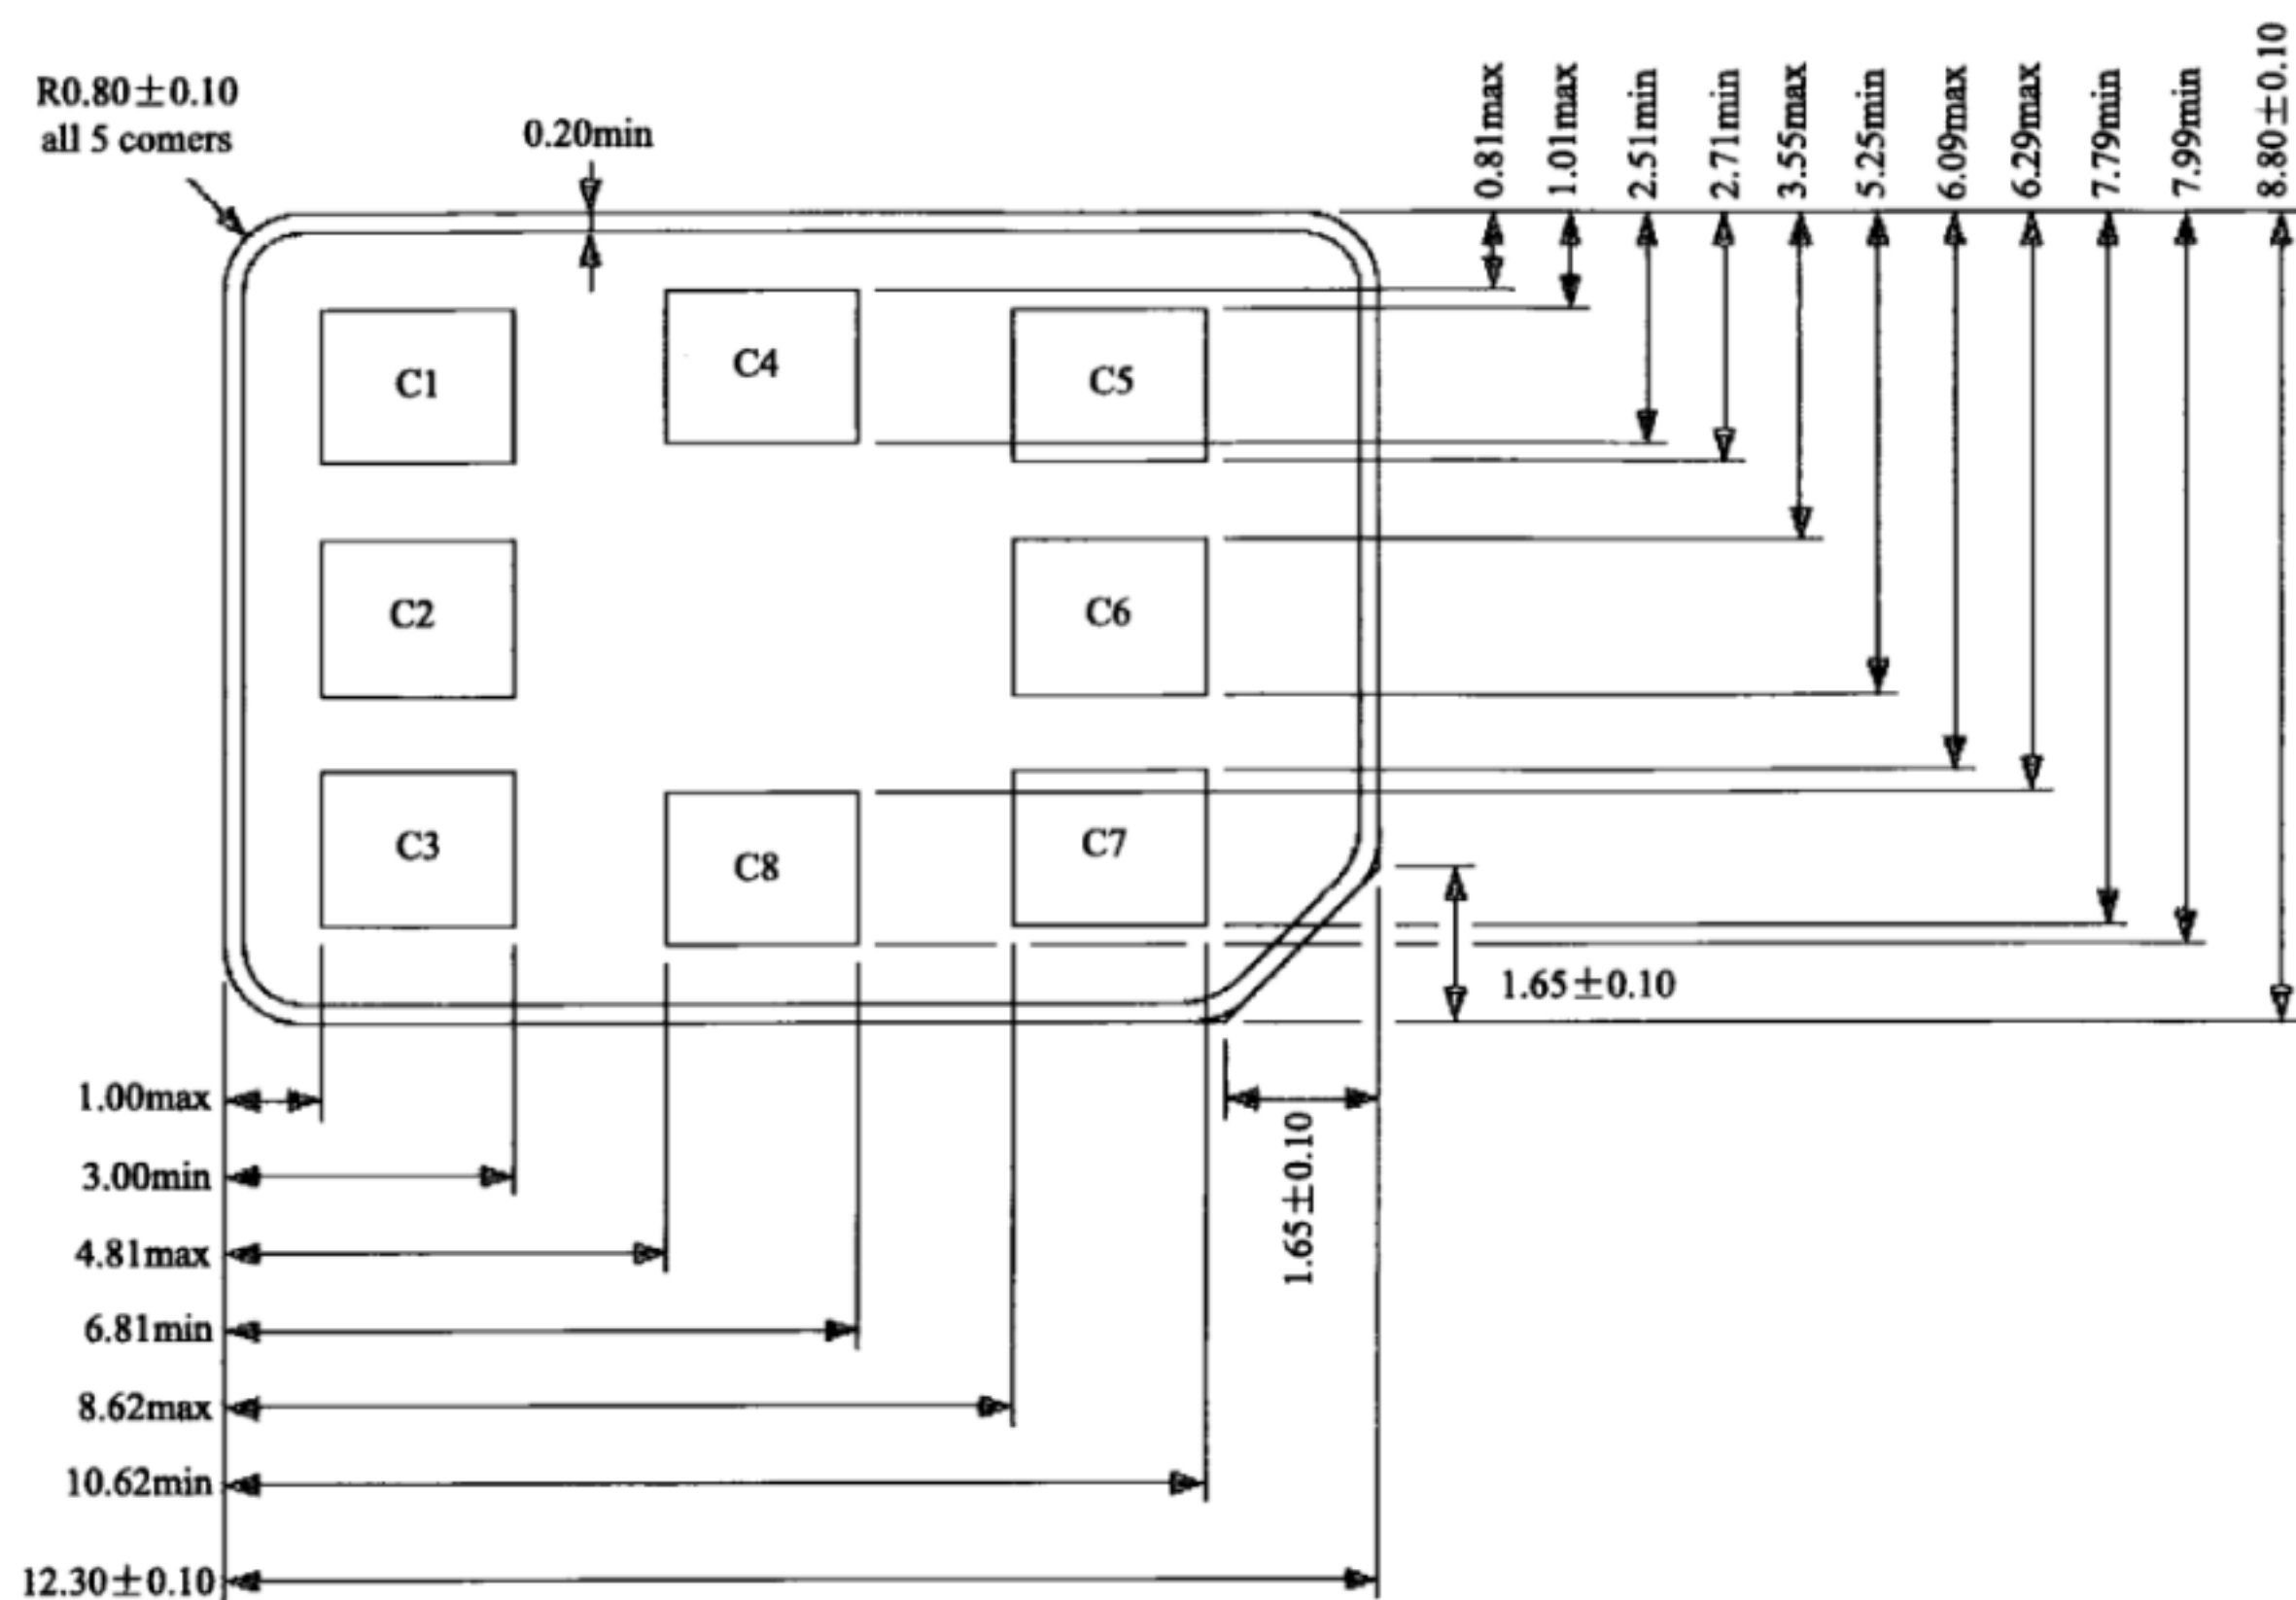 R0.80±0.10
all 5 comers
0.20min
0.81max
1.01max
2.51min
2.71min
3.55max
5.25min
6.09max
6.29max
7.79min
7.99min
8.80±0.10
C1
C4
C5
C2
C6
C3
C8
C7
1.65±0.10
1.65±0.10
1.00max
3.00min
4.81max
6.81min
8.62max
10.62min
12.30±0.10